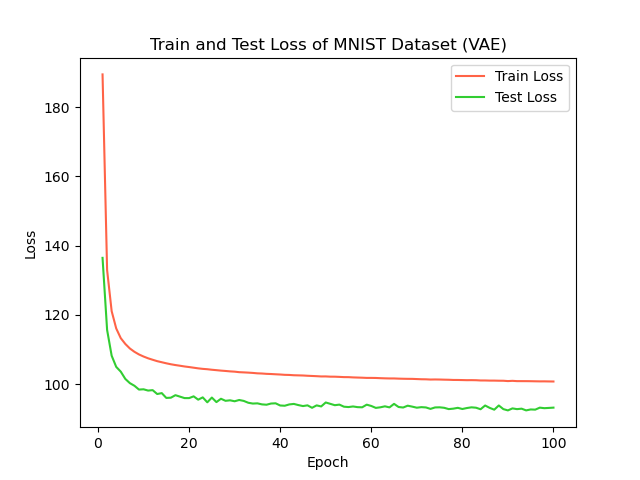 Train and Test Loss of MNIST Dataset (VAE)
Train Loss
Test Loss
180
160
140
120
100
Loss
0 20 40 60 80 100
Epoch